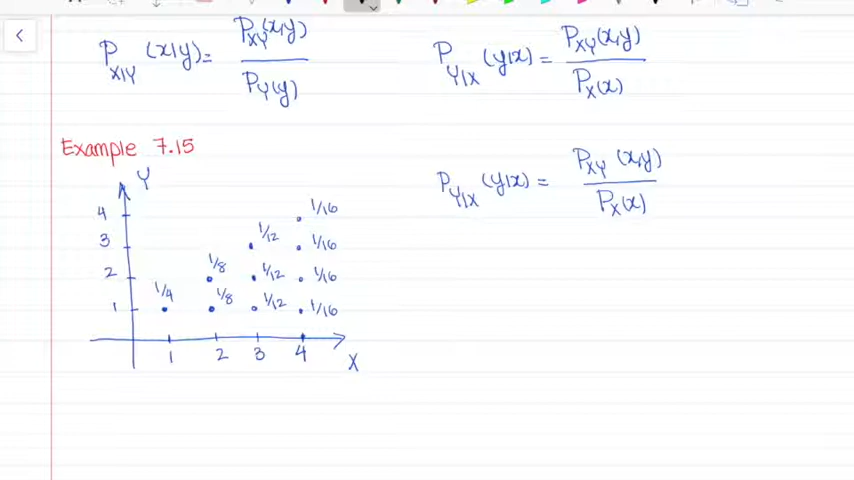 P_{X|Y} (x|y) = P_{XY}(x,y) / P_Y(y)
P_{Y|X} (y|x) = P_{XY}(x,y) / P_X(x)
Example 7.15
P_{Y|X} (y|x) = P_{XY} (x,y) / P_X(x)
Y
4 1/16
3 1/12 1/16
2 1/8 1/12 1/16
1 1/4 1/8 1/12 1/16
1 2 3 4
X